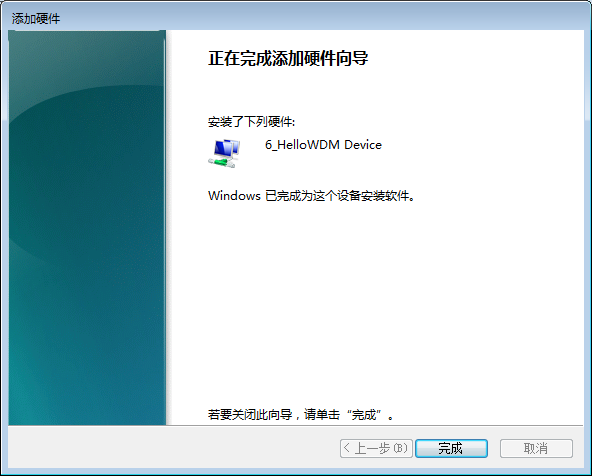 添加硬件
正在完成添加硬件向导
安装了下列硬件:
6_HelloWDM Device
Windows 已完成为这个设备安装软件。
若要关闭此向导，请单击“完成”。
< 上一步(B)
完成
取消